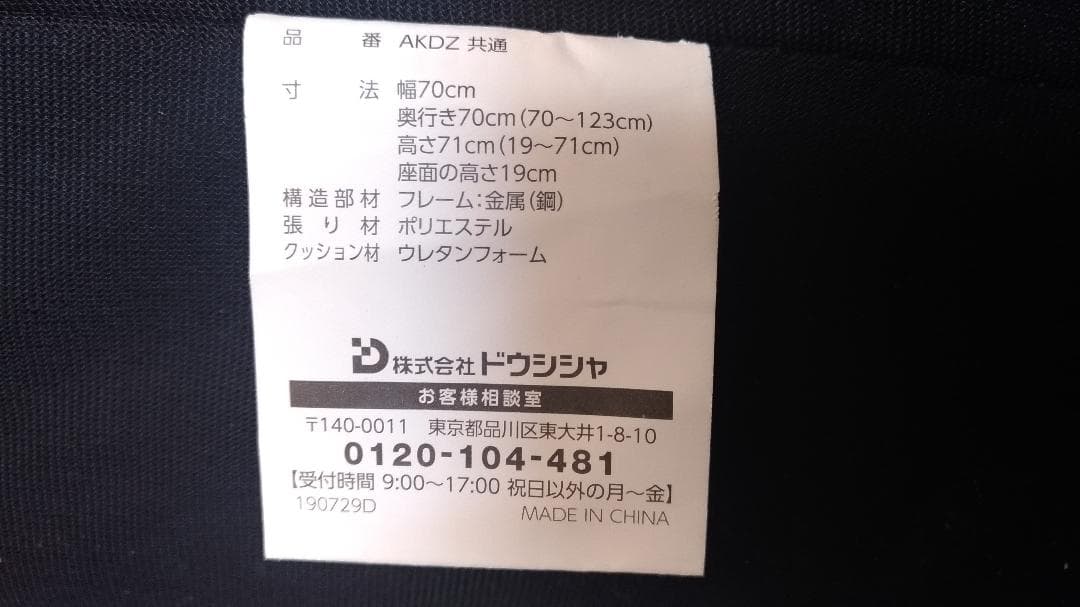 品番 AKDZ 共通
寸法 幅70cm
奥行き70cm(70～123cm)
高さ71cm(19～71cm)
座面の高さ19cm
構造部材 フレーム:金属(鋼)
張り材 ポリエステル
クッション材 ウレタンフォーム
D 株式会社ドウシシャ
お客様相談室
〒140-0011 東京都品川区東大井1-8-10
0120-104-481
【受付時間 9:00～17:00 祝日以外の月～金】
190729D MADE IN CHINA